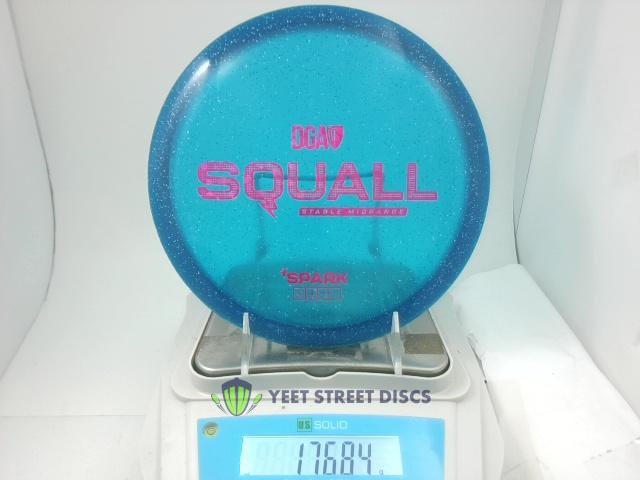 DGA
SQUALL
STABLE MIDRANGE
SPARK
YEET STREET DISCS
US SOLID
176.84 g